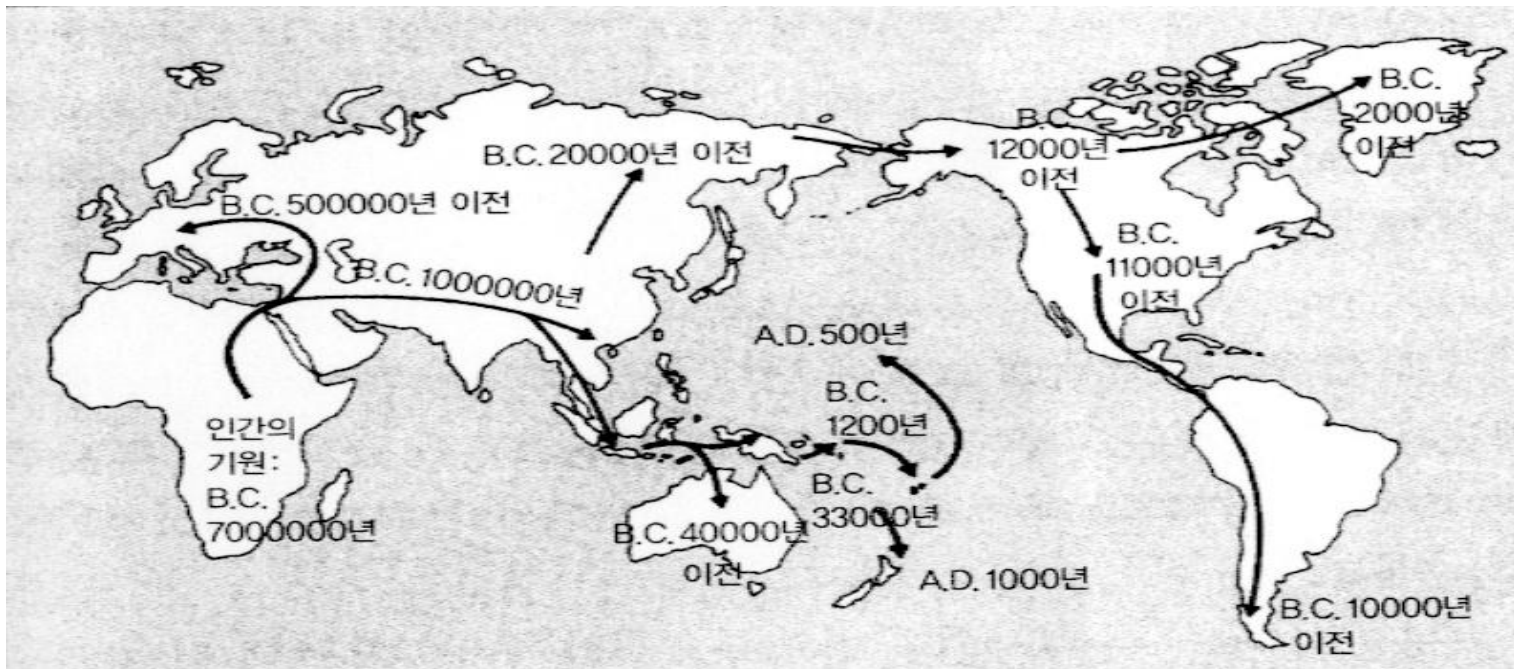 B.C.
2000년
이전
B.C.
12000년
이전
B.C. 20000년 이전
B.C. 500000년 이전
B.C.
11000년
이전
B.C. 1000000년
A.D. 500년
B.C.
1200년
인간의
기원:
B.C.
7000000년
B.C.
33000년
B.C. 40000년
이전
A.D. 1000년
B.C. 10000년
이전